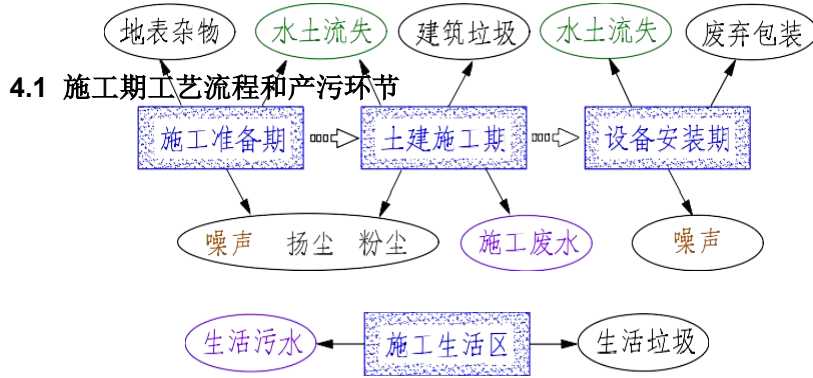 地表杂物 水土流失 建筑垃圾 水土流失 废弃包装
4.1 施工期工艺流程和产污环节
施工准备期 土建施工期 设备安装期
噪声 扬尘 粉尘 施工废水 噪声
生活污水 施工生活区 生活垃圾